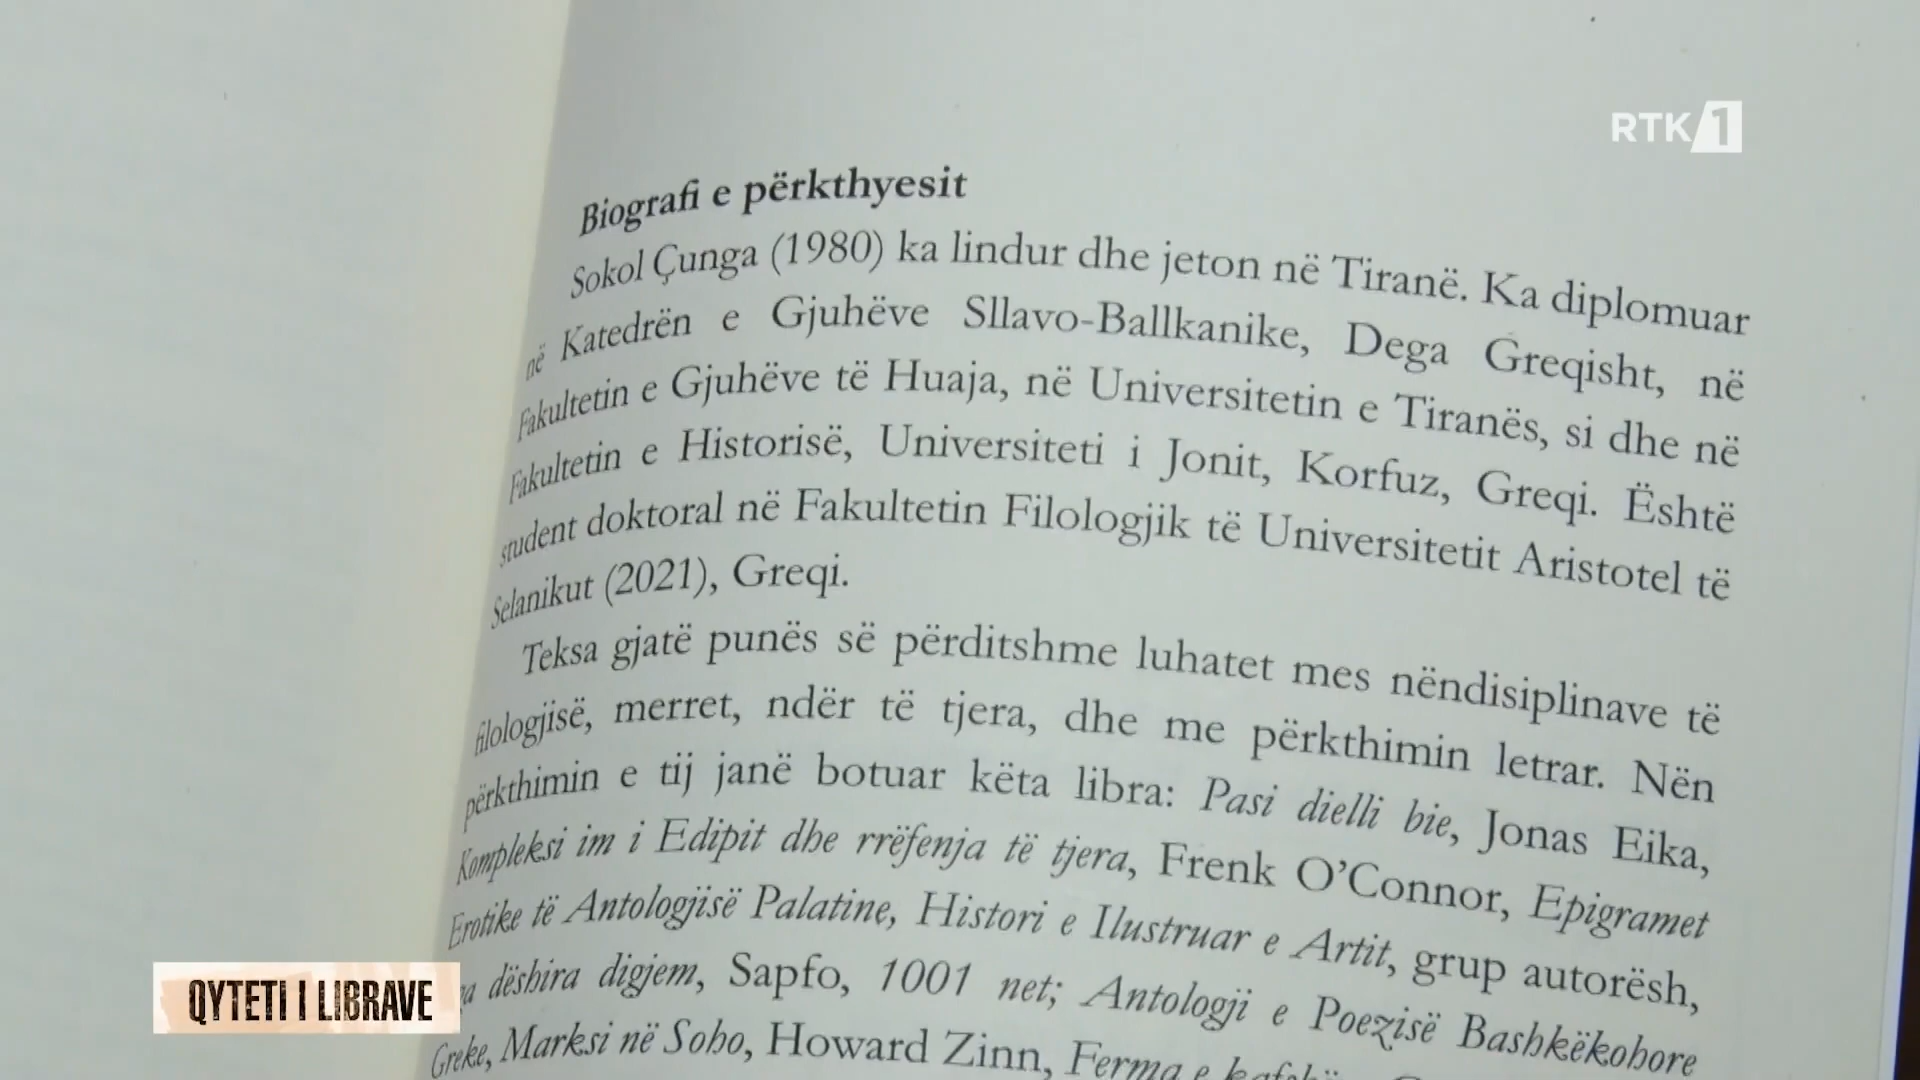 RTK 1
Biografi e përkthyesit
Sokol Çunga (1980) ka lindur dhe jeton në Tiranë. Ka diplomuar
në Katedrën e Gjuhëve Sllavo-Ballkanike, Dega Greqisht, në
Fakultetin e Gjuhëve të Huaja, në Universitetin e Tiranës, si dhe në
Fakultetin e Historisë, Universiteti i Jonit, Korfuz, Greqi. Është
student doktoral në Fakultetin Filologjik të Universitetit Aristotel të
Selanikut (2021), Greqi.
Teksa gjatë punës së përditshme luhatet mes nëndisiplinave të
filologjisë, merret, ndër të tjera, dhe me përkthimin letrar. Nën
përkthimin e tij janë botuar këta libra: Pasi dielli bie, Jonas Eika,
Kompleksi im i Edipit dhe rrëfenja të tjera, Frenk O’Connor, Epigramet
Erotike të Antologjisë Palatine, Histori e Ilustruar e Artit, grup autorësh,
dëshira digjem, Sapfo, 1001 net; Antologji e Poezisë Bashkëkohore
Greke, Marksi në Soho, Howard Zinn, Ferma e
QYTETI I LIBRAVE